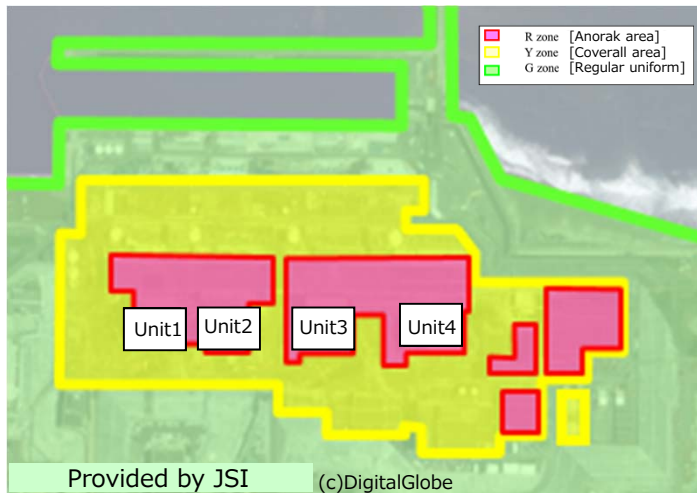 R zone [Anorak area]
Y zone [Coverall area]
G zone [Regular uniform]
Unit1 Unit2 Unit3 Unit4
Provided by JSI (c)DigitalGlobe